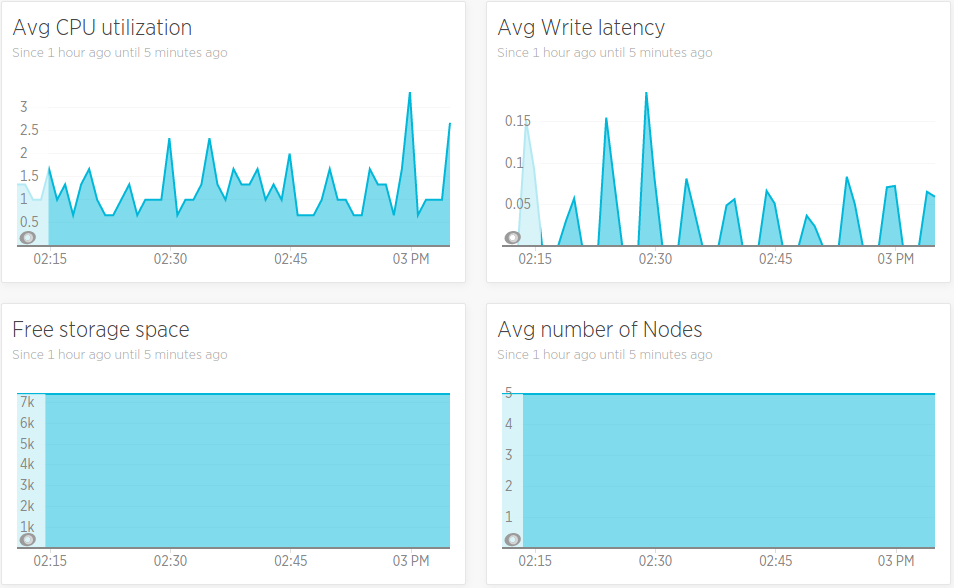 Avg CPU utilization
Since 1 hour ago until 5 minutes ago
3
2.5
2
1.5
1
0.5
02:15 02:30 02:45 03 PM
Avg Write latency
Since 1 hour ago until 5 minutes ago
0.15
0.1
0.05
02:15 02:30 02:45 03 PM
Free storage space
Since 1 hour ago until 5 minutes ago
7k
6k
5k
4k
3k
2k
1k
02:15 02:30 02:45 03 PM
Avg number of Nodes
Since 1 hour ago until 5 minutes ago
5
4
3
2
1
02:15 02:30 02:45 03 PM